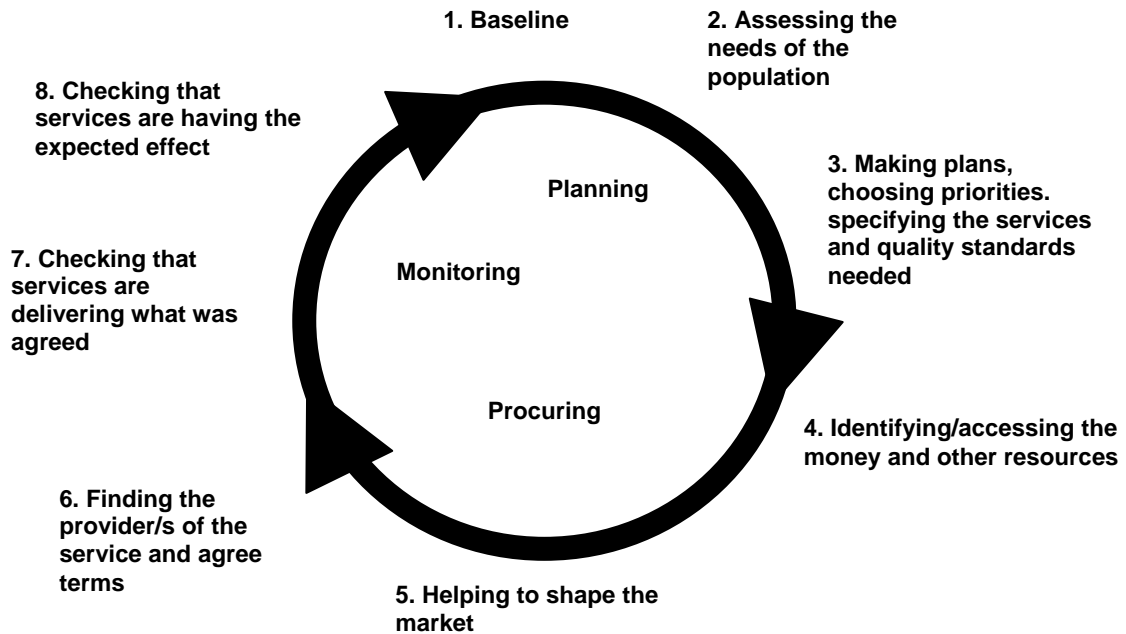 1. Baseline
2. Assessing the
needs of the
population
3. Making plans,
choosing priorities.
specifying the services
and quality standards
needed
4. Identifying/accessing the
money and other resources
5. Helping to shape the
market
6. Finding the
provider/s of the
service and agree
terms
7. Checking that
services are
delivering what was
agreed
8. Checking that
services are having the
expected effect
Planning
Monitoring
Procuring